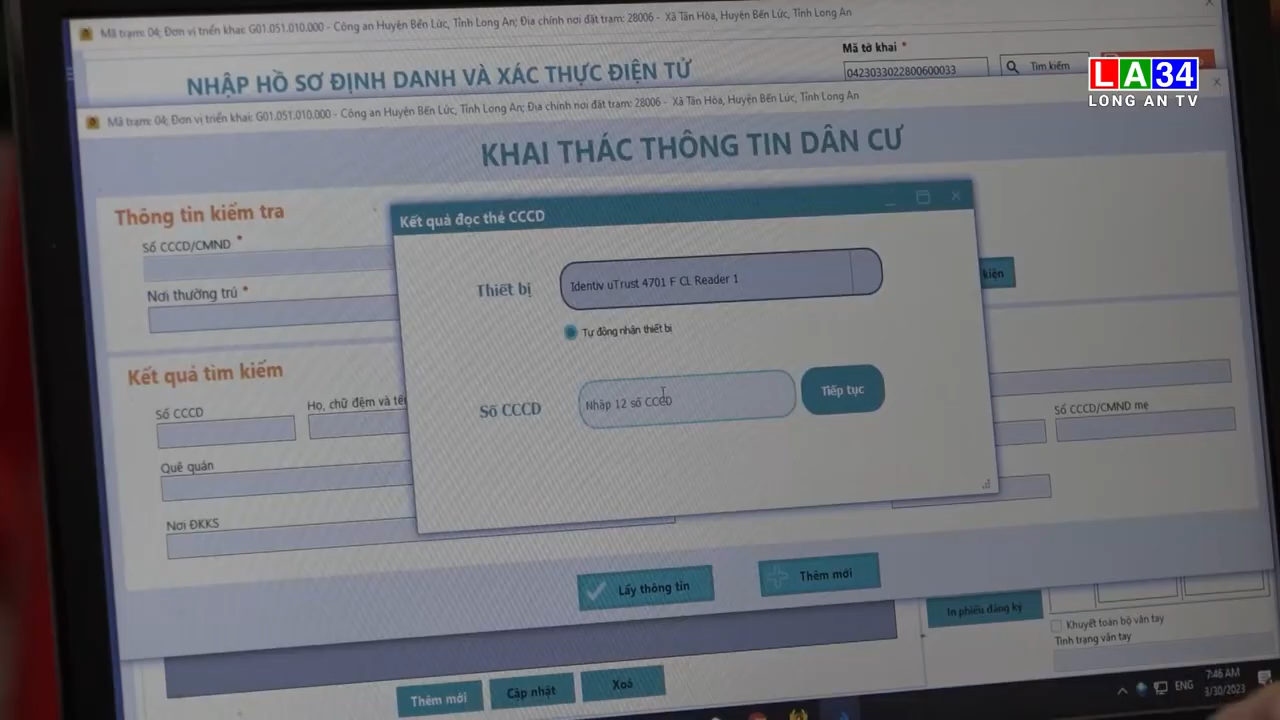 Mã trạm: 04; Đơn vị triển khai: G01.051.010.000 - Công an Huyện Bến Lức, Tỉnh Long An; Địa chính nơi đặt trạm: 28006 - Xã Tân Hòa, Huyện Bến Lức, Tỉnh Long An
NHẬP HỒ SƠ ĐỊNH DANH VÀ XÁC THỰC ĐIỆN TỬ
Mã tờ khai *
0423033022800600033
Tìm kiếm
LA34
LONG AN TV
Mã trạm: 04; Đơn vị triển khai: G01.051.010.000 - Công an Huyện Bến Lức, Tỉnh Long An; Địa chính nơi đặt trạm: 28006 - Xã Tân Hòa, Huyện Bến Lức, Tỉnh Long An
KHAI THÁC THÔNG TIN DÂN CƯ
Thông tin kiểm tra
Số CCCD/CMND *
Nơi thường trú *
kiện
Kết quả đọc thẻ CCCD
Thiết bị
Identiv uTrust 4701 F CL Reader 1
Tự động nhận thiết bị
Số CCCD
Nhập 12 số CCCD
Tiếp tục
Kết quả tìm kiếm
Số CCCD
Họ, chữ đệm và tên
Số CCCD/CMND mẹ
Quê quán
Nơi ĐKKS
Lấy thông tin
Thêm mới
In phiếu đăng ký
Khuyết toàn bộ vân tay
Tình trạng vân tay
Thêm mới
Cập nhật
Xoá
ENG
7:46 AM
3/30/2023